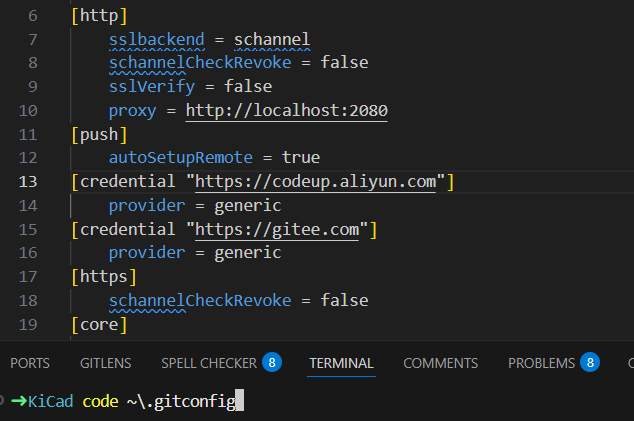 6 [http]
7 sslbackend = schannel
8 schannelCheckRevoke = false
9 sslVerify = false
10 proxy = http://localhost:2080
11 [push]
12 autoSetupRemote = true
13 [credential "https://codeup.aliyun.com"]
14 provider = generic
15 [credential "https://gitee.com"]
16 provider = generic
17 [https]
18 schannelCheckRevoke = false
19 [core]
PORTS GITLENS SPELL CHECKER 8 TERMINAL COMMENTS PROBLEMS 8
➜KiCad code ~\.gitconfig